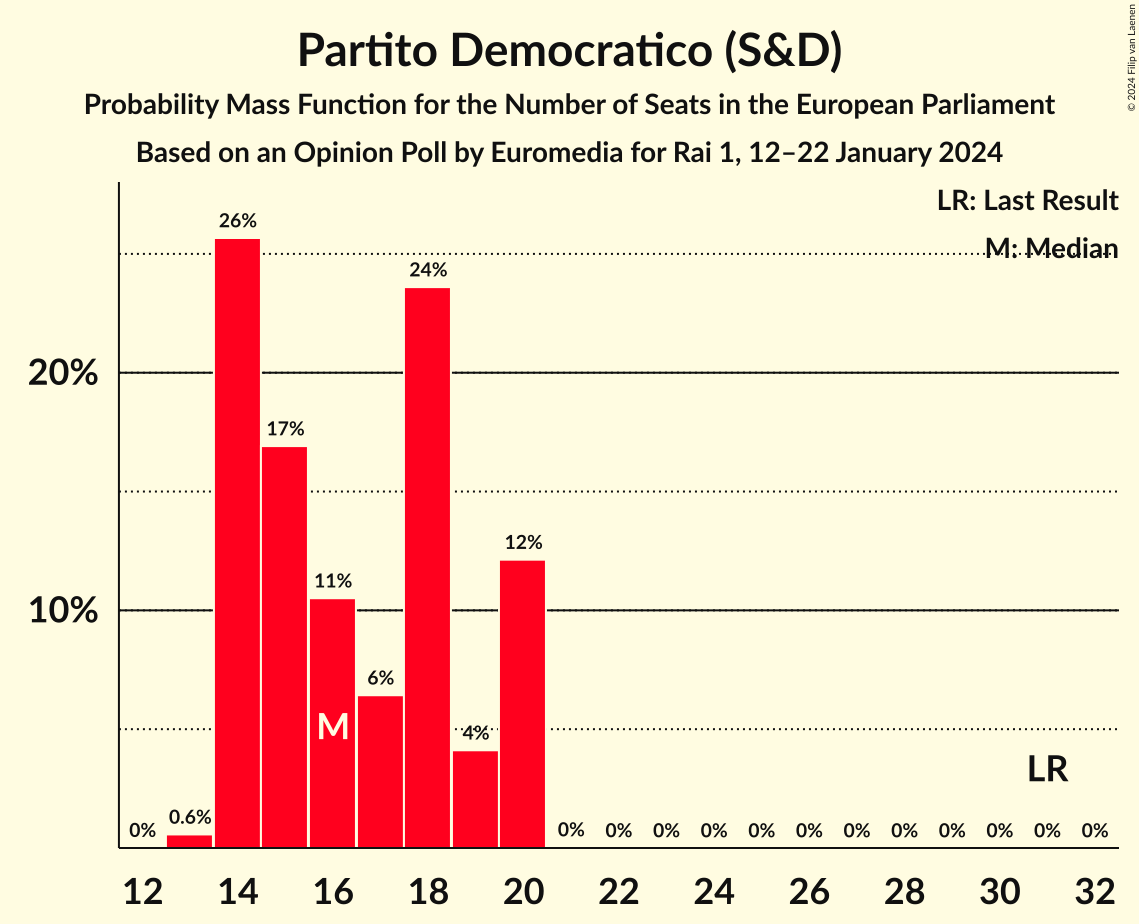 Partito Democratico (S&D)
Probability Mass Function for the Number of Seats in the European Parliament
Based on an Opinion Poll by Euromedia for Rai 1, 12–22 January 2024
© 2024 Filip van Laenen
LR: Last Result
M: Median
26%
24%
20%
17%
12%
11%
10%
6%
M
4%
LR
0% 0.6% 0% 0% 0% 0% 0% 0% 0% 0% 0% 0% 0% 0%
12 14 16 18 20 22 24 26 28 30 32